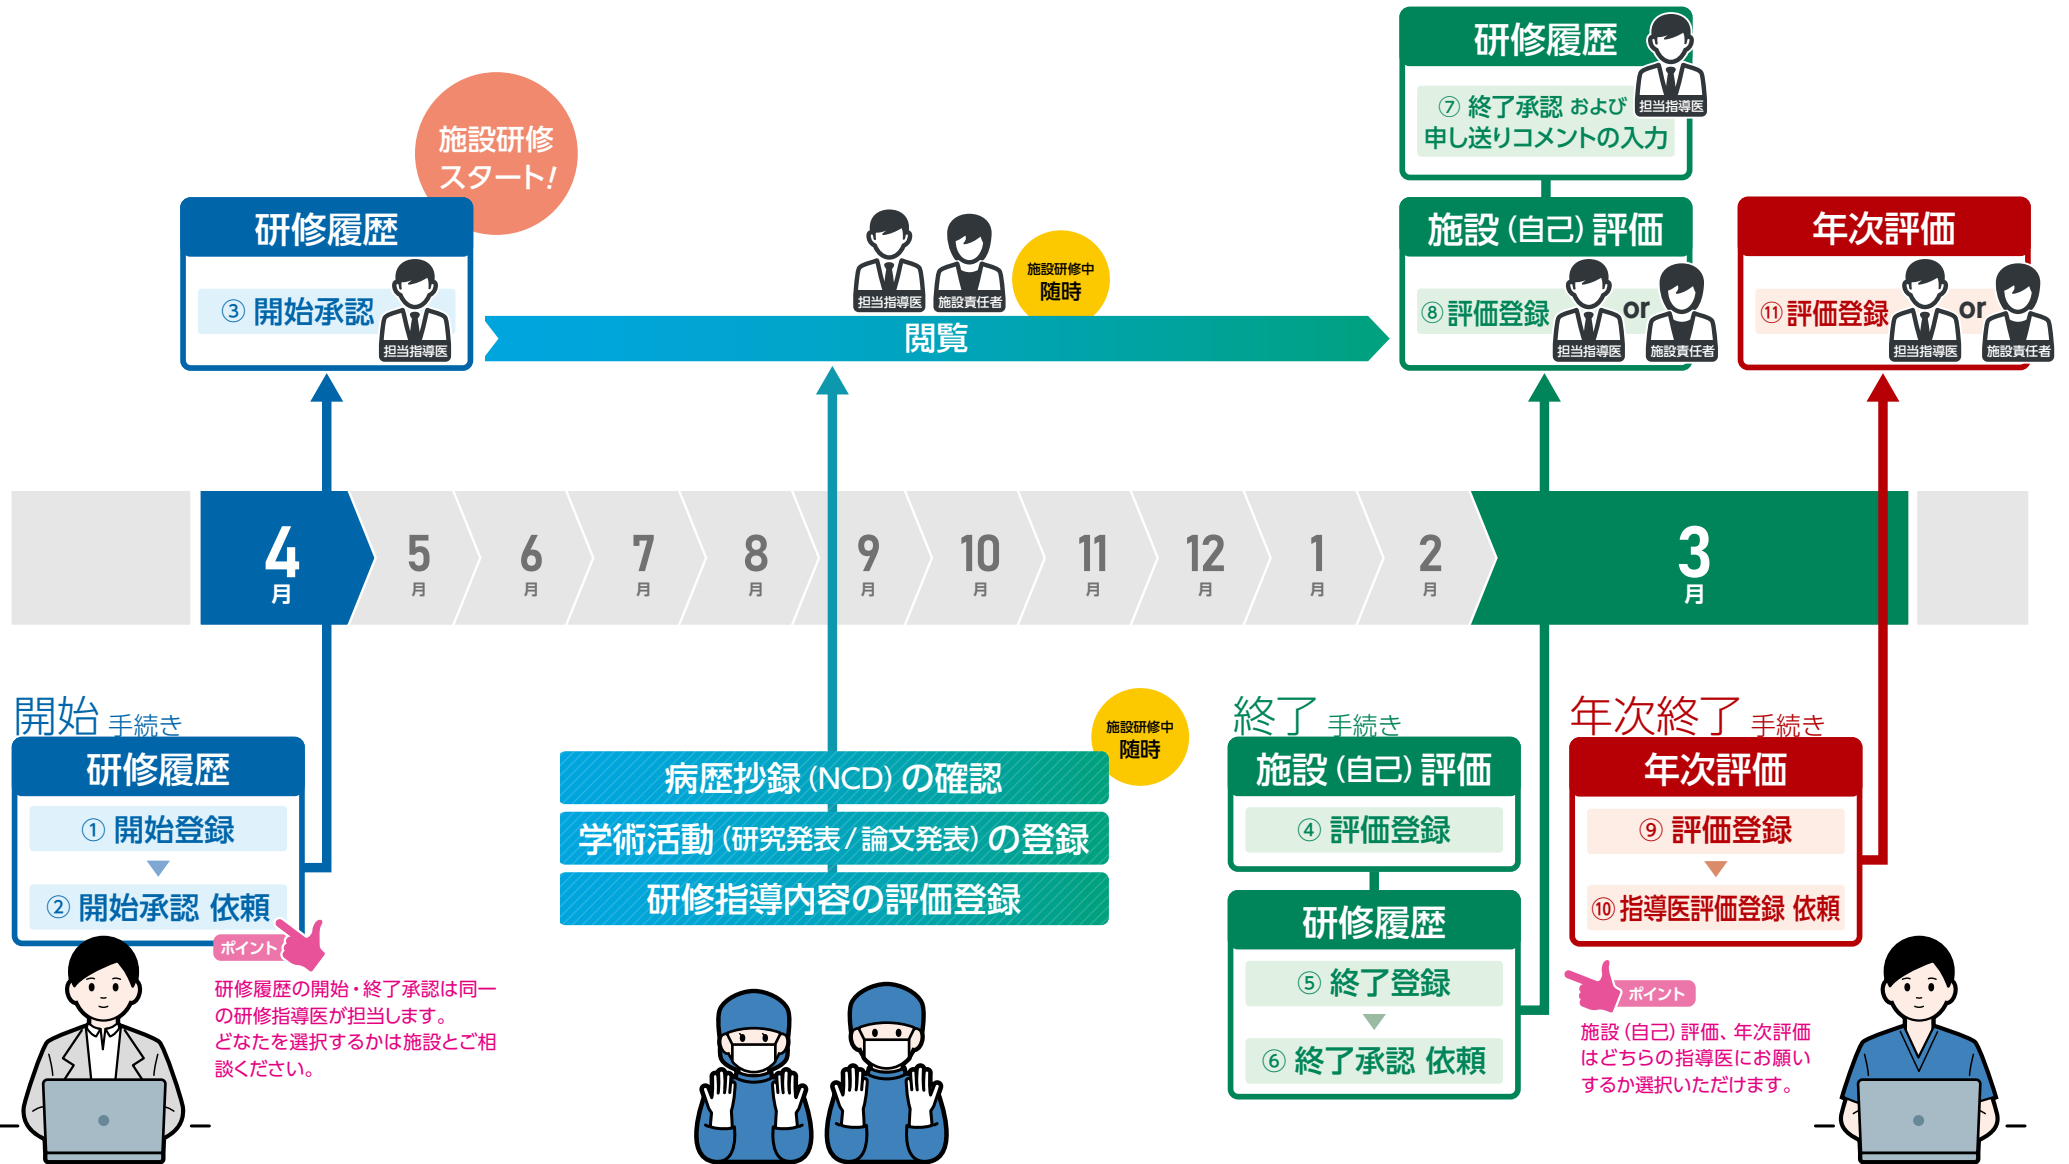 施設研修
スタート!
研修履歴
③ 開始承認
担当指導医
担当指導医
施設責任者
施設研修中
随時
閲覧
研修履歴
⑦ 終了承認 および
申し送りコメントの入力
担当指導医
施設(自己)評価
⑧ 評価登録
担当指導医
or
施設責任者
年次評価
⑪ 評価登録
担当指導医
or
施設責任者
4
月
5
月
6
月
7
月
8
月
9
月
10
月
11
月
12
月
1
月
2
月
3
月
開始 手続き
研修履歴
① 開始登録
② 開始承認 依頼
ポイント
研修履歴の開始・終了承認は同一
の研修指導医が担当します。
どなたを選択するかは施設とご相
談ください。
施設研修中
随時
病歴抄録(NCD)の確認
学術活動(研究発表/論文発表)の登録
研修指導内容の評価登録
終了 手続き
施設(自己)評価
④ 評価登録
研修履歴
⑤ 終了登録
⑥ 終了承認 依頼
年次終了 手続き
年次評価
⑨ 評価登録
⑩ 指導医評価登録 依頼
ポイント
施設(自己)評価、年次評価
はどちらの指導医にお願い
するか選択いただけます。